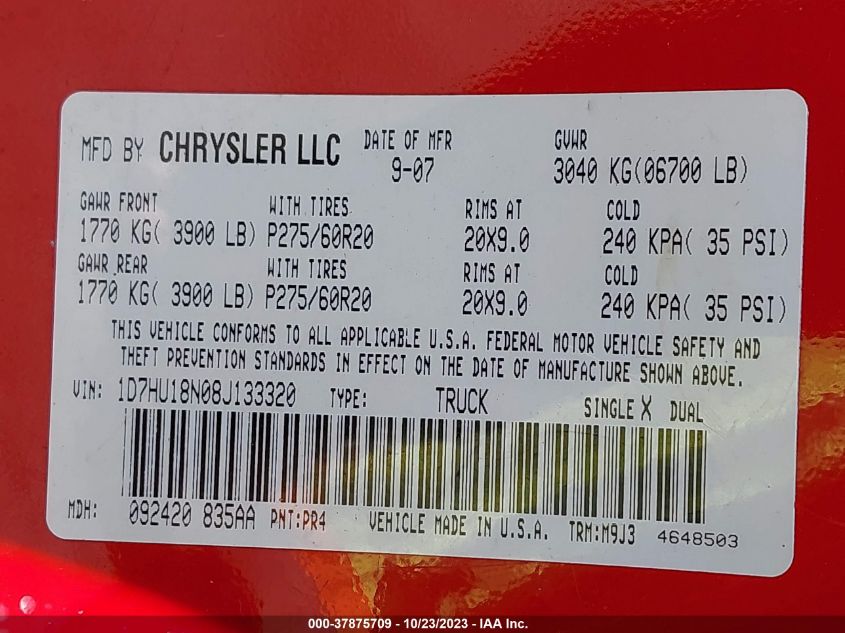 MFD BY CHRYSLER LLC DATE OF MFR GVWR
9-07 3040 KG(06700 LB)
GAWR FRONT WITH TIRES RIMS AT COLD
1770 KG( 3900 LB) P275/60R20 20X9.0 240 KPA( 35 PSI)
GAWR REAR WITH TIRES RIMS AT COLD
1770 KG( 3900 LB) P275/60R20 20X9.0 240 KPA( 35 PSI)
THIS VEHICLE CONFORMS TO ALL APPLICABLE U.S.A. FEDERAL MOTOR VEHICLE SAFETY AND
THEFT PREVENTION STANDARDS IN EFFECT ON THE DATE OF MANUFACTURE SHOWN ABOVE.
VIN: 1D7HU18N08J133320 TYPE: TRUCK SINGLE X DUAL
MDH: 092420 835AA PNT:PR4 VEHICLE MADE IN U.S.A. TRM:M9J3 4648503
000-37875709 - 10/23/2023 - IAA Inc.